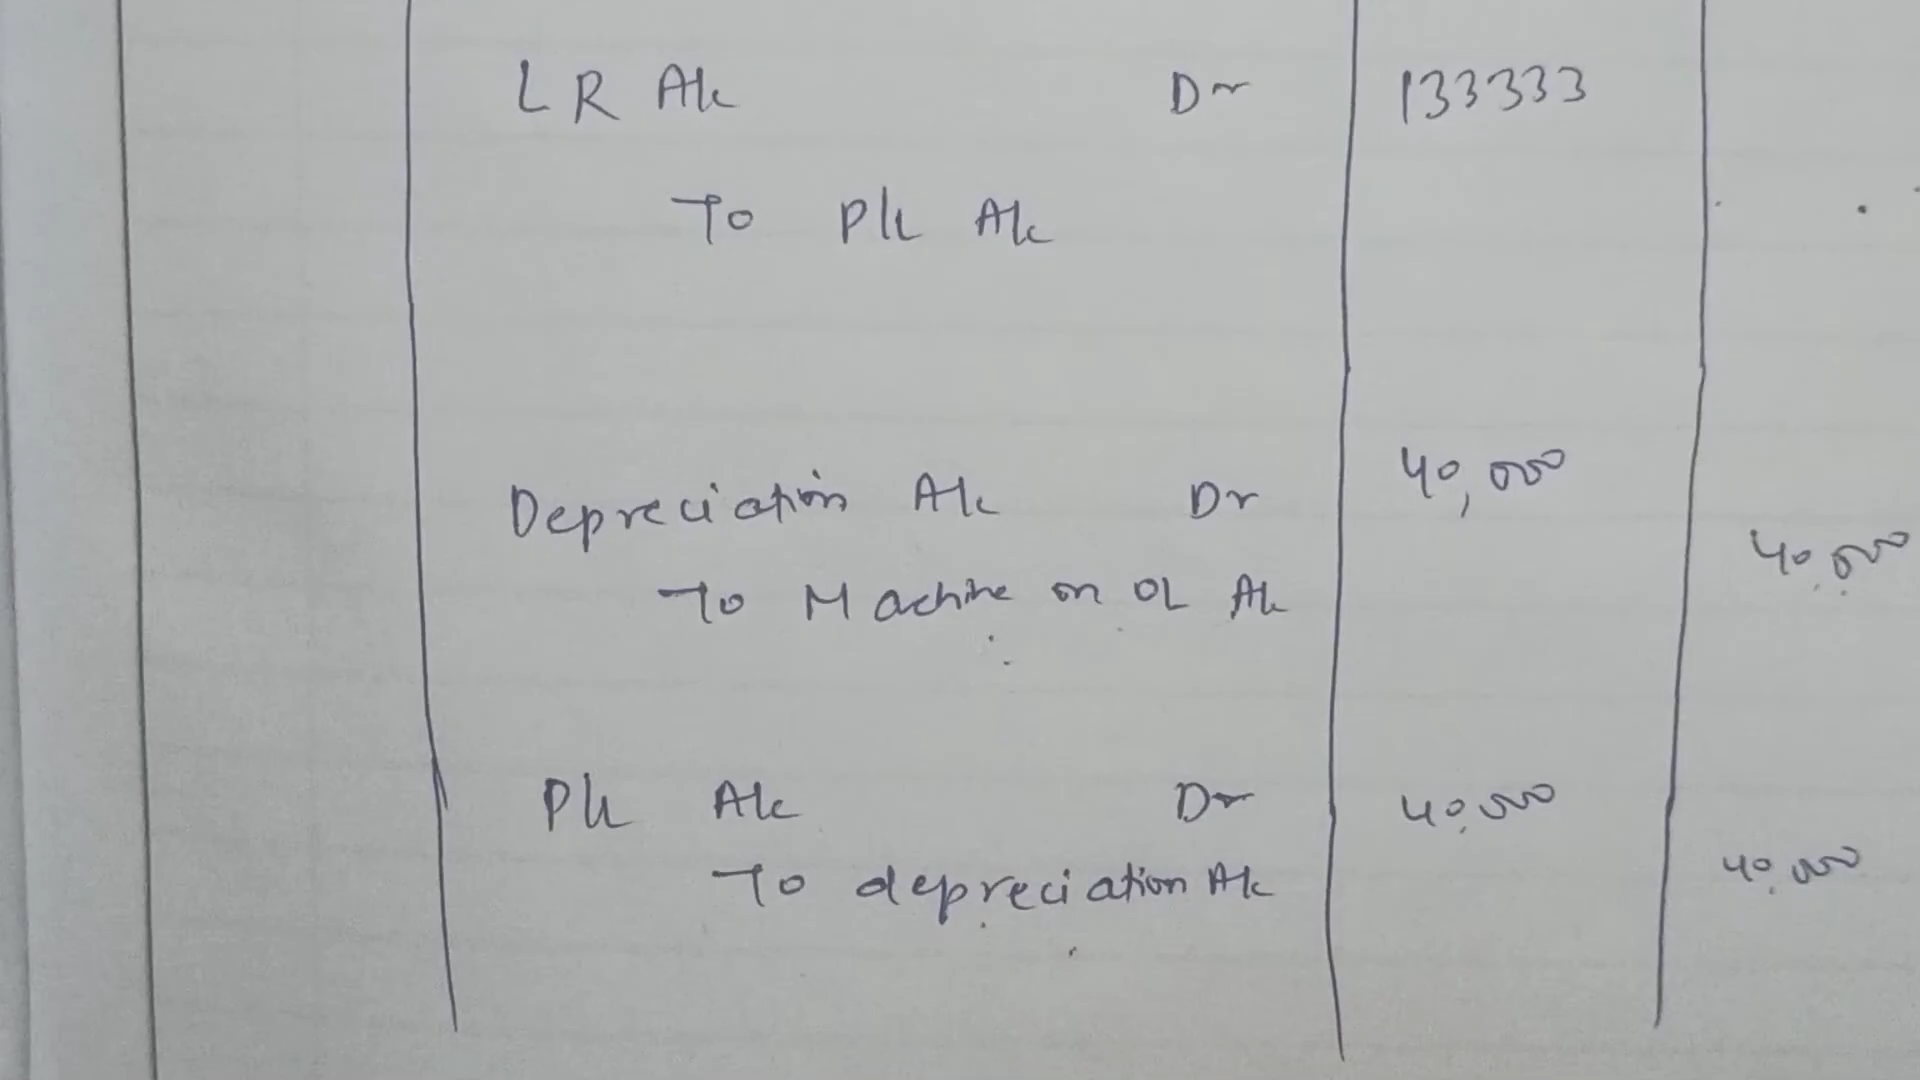 LR A/c Dr 133333
To P/L A/c
Depreciation A/c Dr 40,000
To Machine on OL A/c 40,000
P/L A/c Dr 40,000
To depreciation A/c 40,000